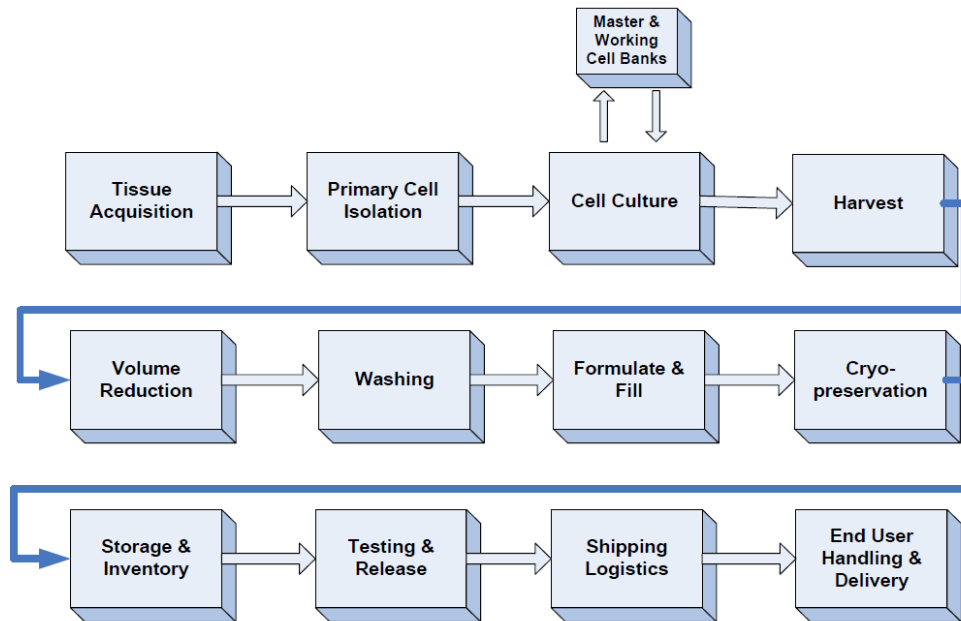 Master &
Working
Cell Banks
Tissue
Acquisition
Primary Cell
Isolation
Cell Culture
Harvest
Volume
Reduction
Washing
Formulate &
Fill
Cryo-
preservation
Storage &
Inventory
Testing &
Release
Shipping
Logistics
End User
Handling &
Delivery